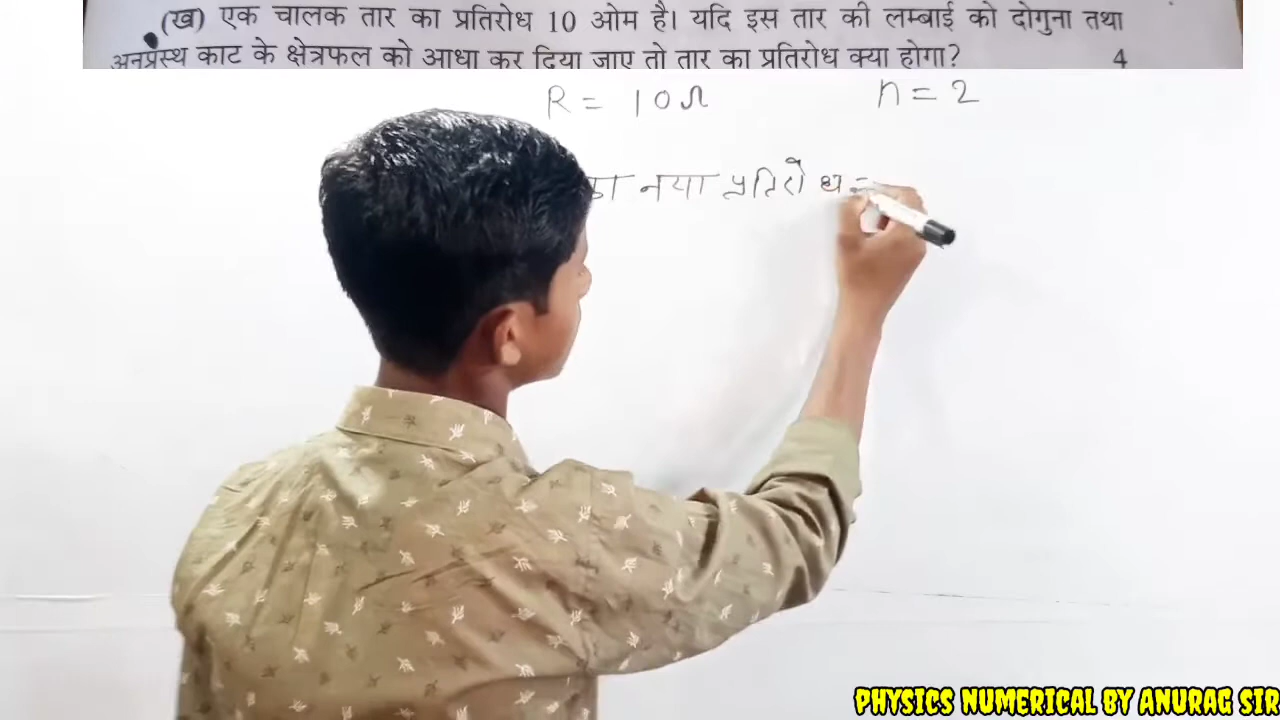 (ख) एक चालक तार का प्रतिरोध 10 ओम है। यदि इस तार की लम्बाई को दोगुना तथा
अनुप्रस्थ काट के क्षेत्रफल को आधा कर दिया जाए तो तार का प्रतिरोध क्या होगा? 4
R = 10 Ω n = 2
नया प्रतिरोध =
PHYSICS NUMERICAL BY ANURAG SIR